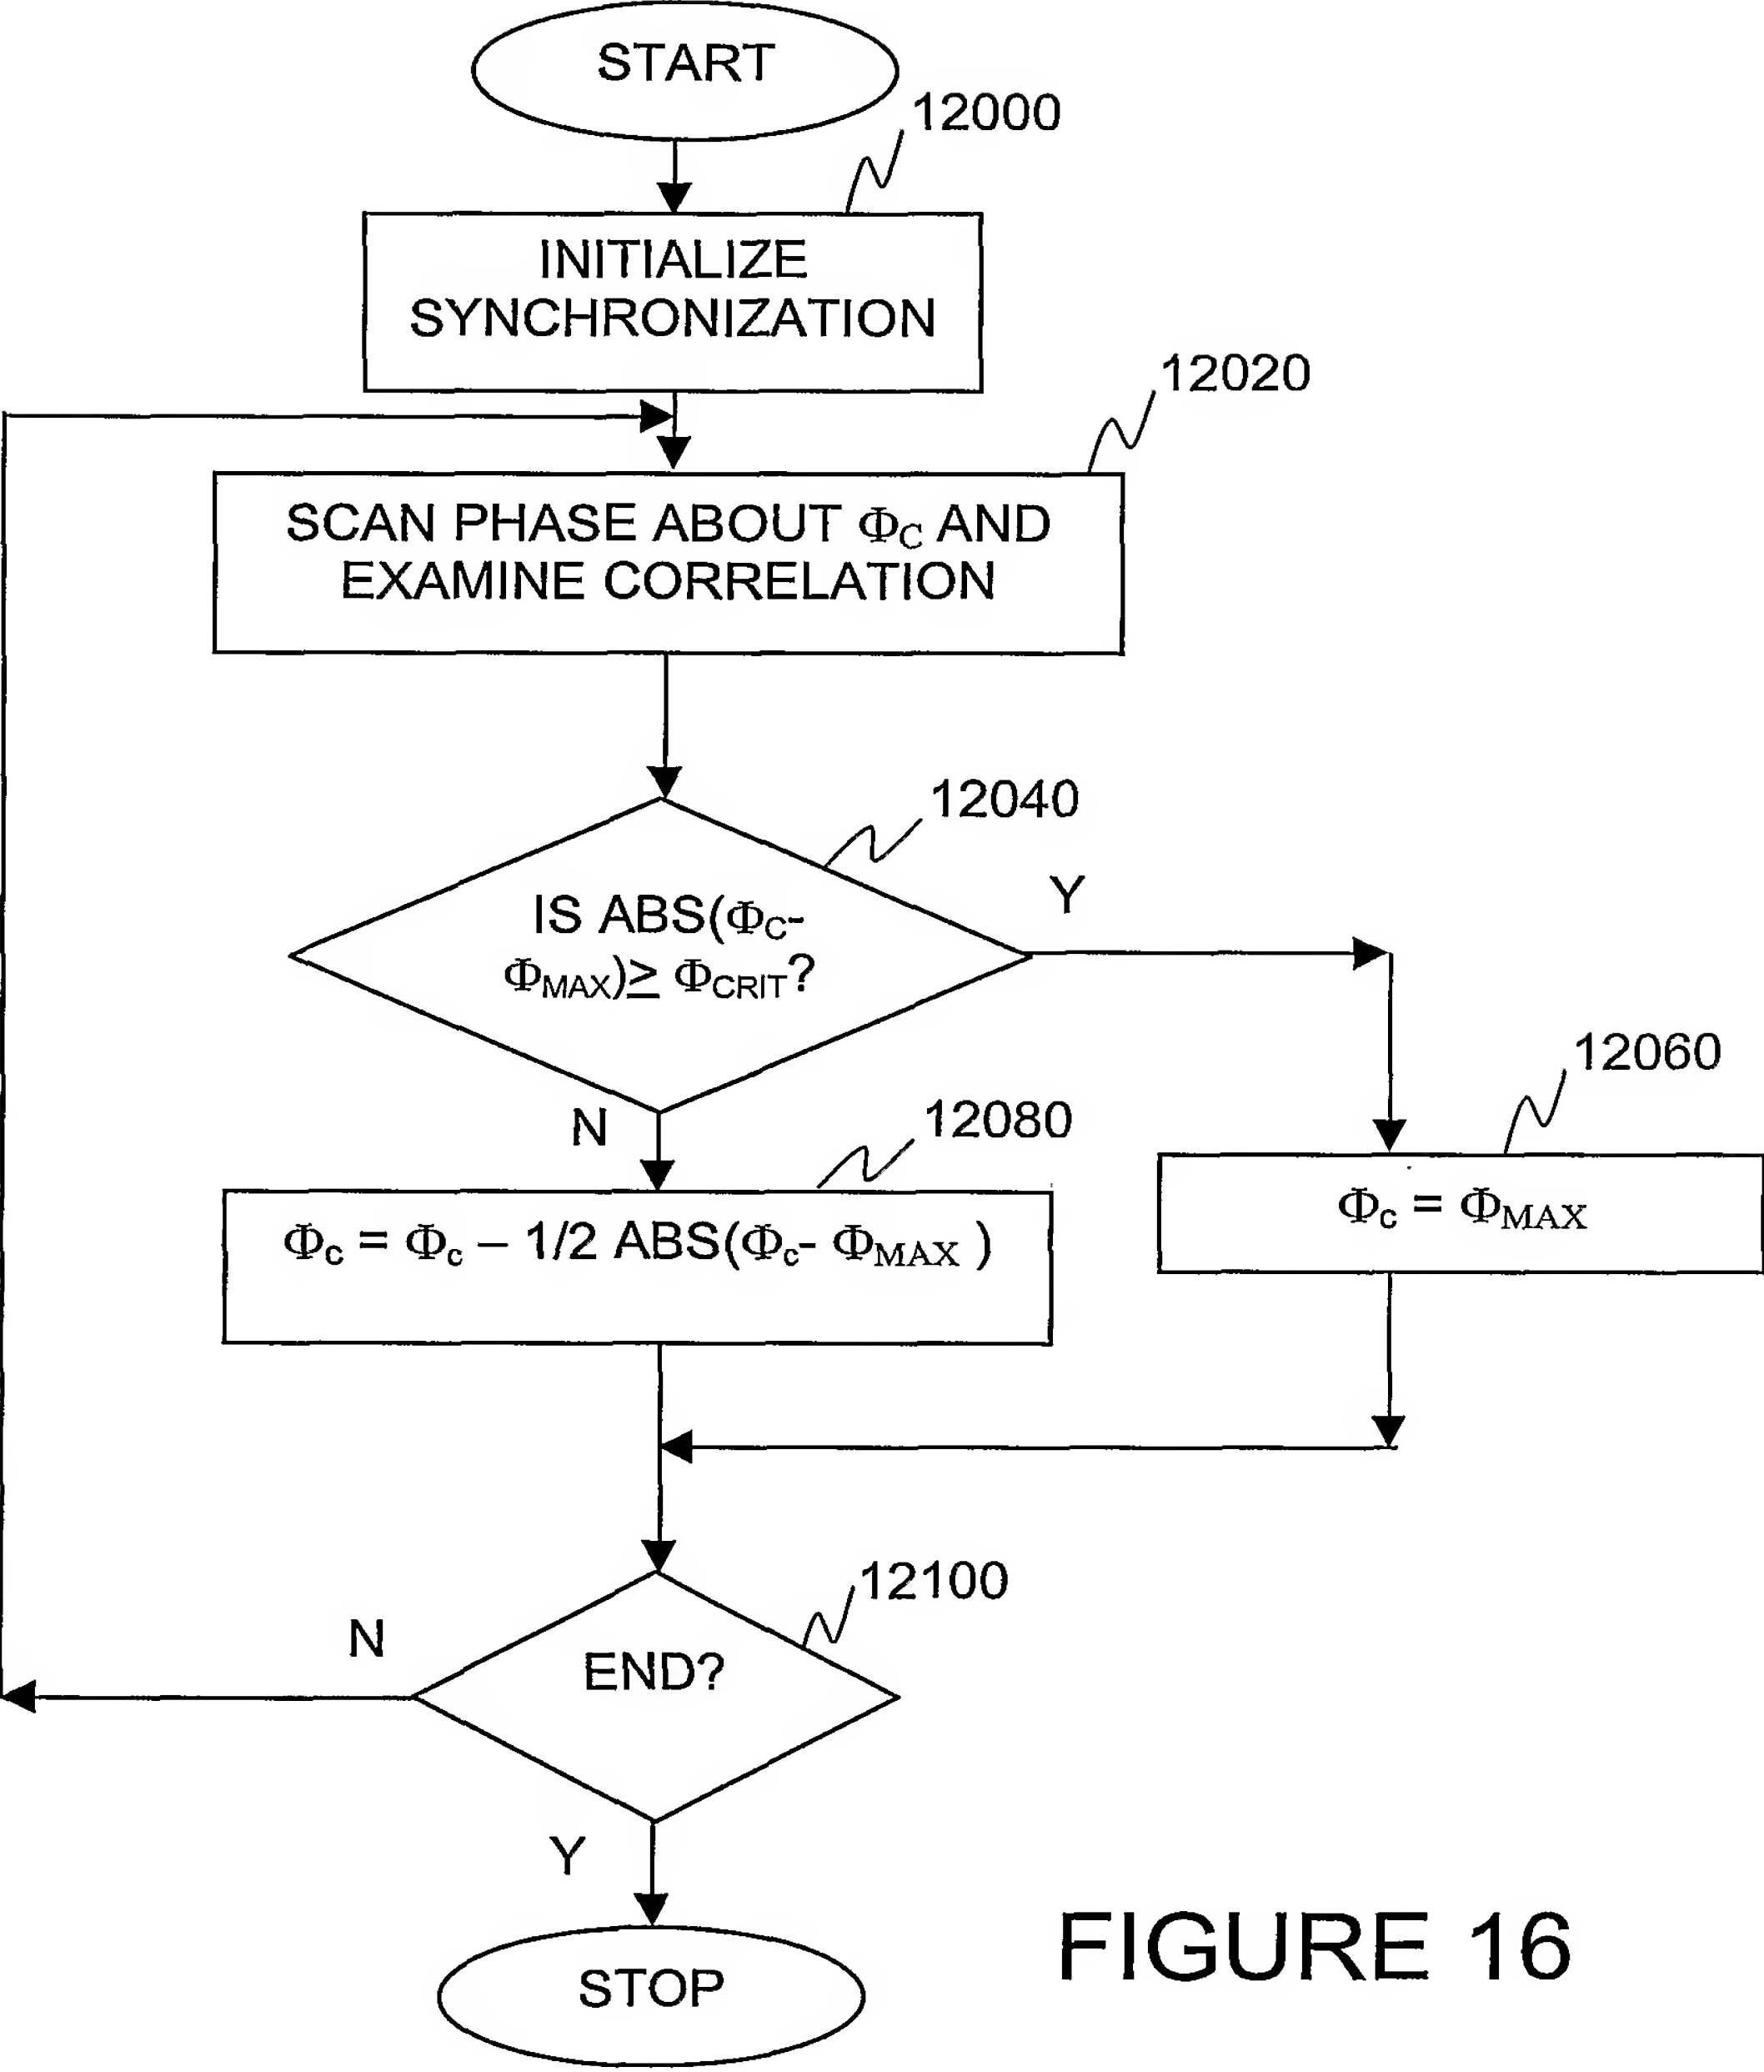 START
12000
INITIALIZE
SYNCHRONIZATION
12020
SCAN PHASE ABOUT ΦC AND
EXAMINE CORRELATION
12040
IS ABS(ΦC-
ΦMAX)≥ ΦCRIT?
Y
12060
N
12080
Φc = Φc – 1/2 ABS(Φc- ΦMAX )
Φc = ΦMAX
12100
N
END?
Y
STOP
FIGURE 16